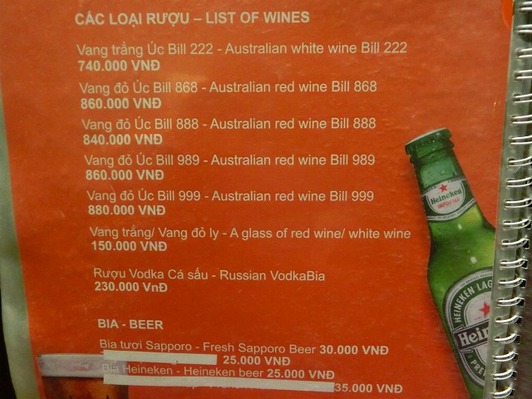 CÁC LOẠI RƯỢU – LIST OF WINES
Vang trắng Úc Bill 222 - Australian white wine Bill 222
740.000 VNĐ
Vang đỏ Úc Bill 868 - Australian red wine Bill 868
860.000 VNĐ
Vang đỏ Úc Bill 888 - Australian red wine Bill 888
840.000 VNĐ
Vang đỏ Úc Bill 989 - Australian red wine Bill 989
860.000 VNĐ
Vang đỏ Úc Bill 999 - Australian red wine Bill 999
880.000 VNĐ
Vang trắng/ Vang đỏ ly - A glass of red wine/ white wine
150.000 VNĐ
Rượu Vodka Cá sấu - Russian VodkaBia
230.000 VnĐ
BIA - BEER
Bia tươi Sapporo - Fresh Sapporo Beer 30.000 VNĐ
25.000 VNĐ
Bia Heineken - Heineken beer 25.000 VNĐ
35.000 VNĐ
Heineken
HEINEKEN LAG
Hei